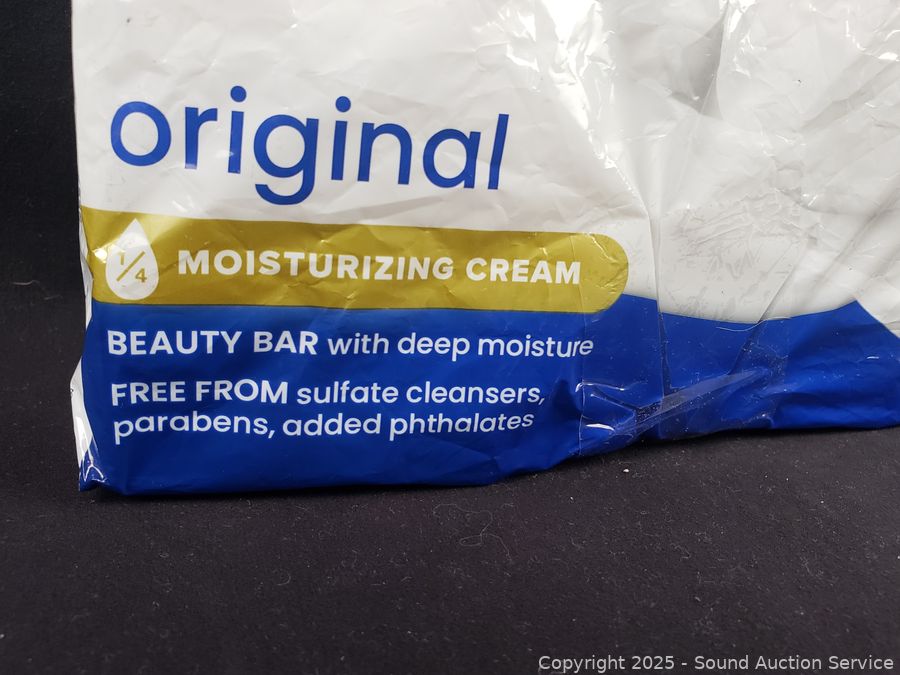 original
1/4 MOISTURIZING CREAM
BEAUTY BAR with deep moisture
FREE FROM sulfate cleansers,
parabens, added phthalates
Copyright 2025 - Sound Auction Service